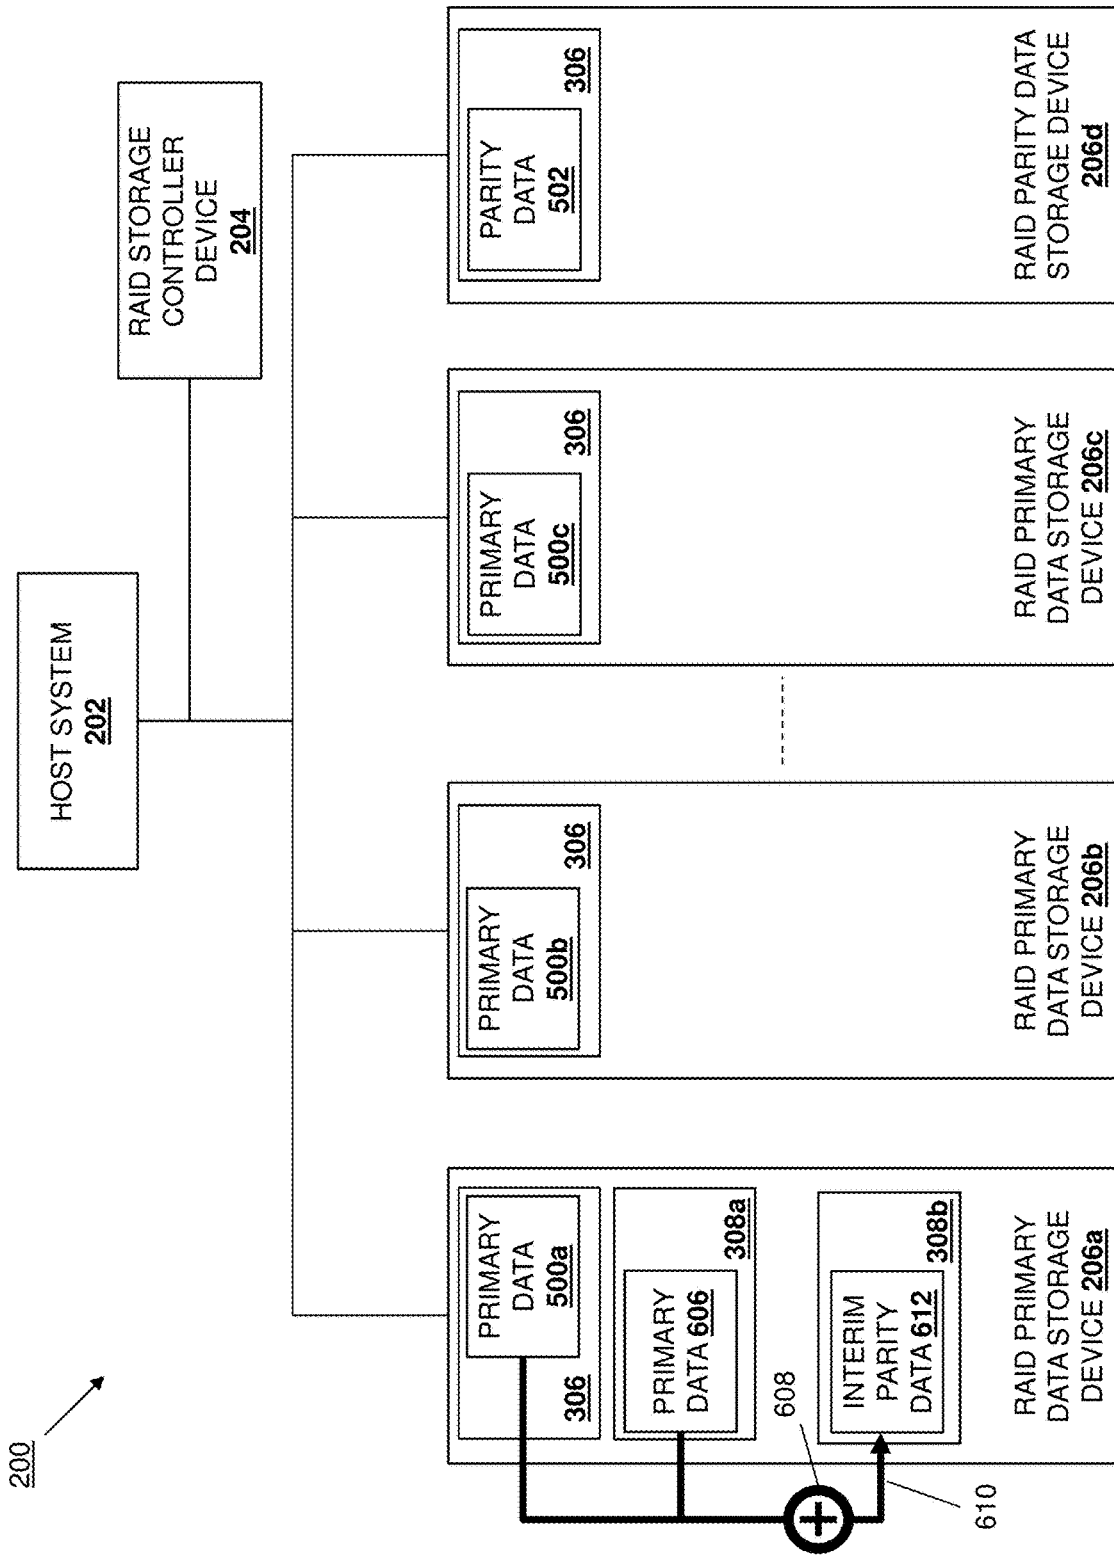 200
HOST SYSTEM
202
RAID STORAGE
CONTROLLER
DEVICE
204
PRIMARY
DATA
500a
306
PRIMARY
DATA 606
308a
INTERIM
PARITY
DATA 612
308b
608
610
RAID PRIMARY
DATA STORAGE
DEVICE 206a
PRIMARY
DATA
500b
306
RAID PRIMARY
DATA STORAGE
DEVICE 206b
PRIMARY
DATA
500c
306
RAID PRIMARY
DATA STORAGE
DEVICE 206c
PARITY
DATA
502
306
RAID PARITY DATA
STORAGE DEVICE
206d